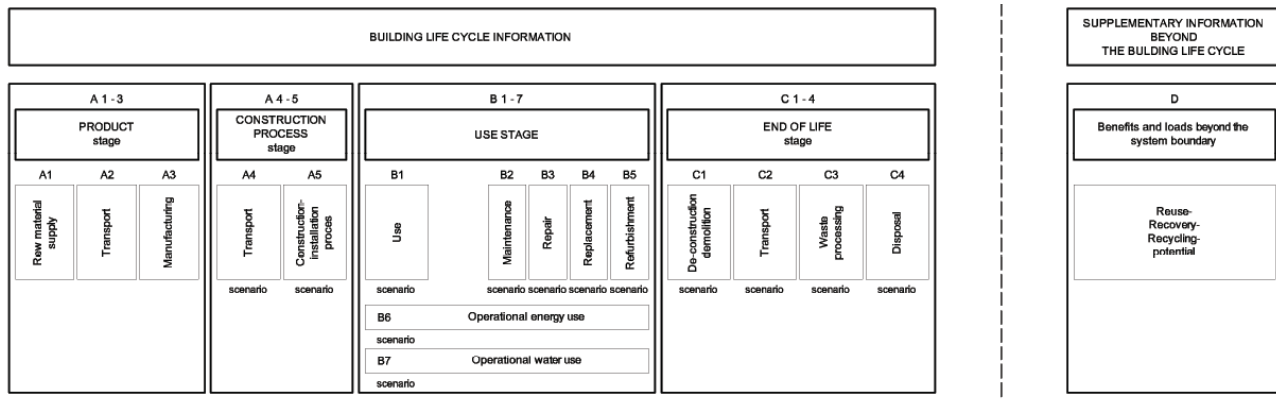 BUILDING LIFE CYCLE INFORMATION
SUPPLEMENTARY INFORMATION
BEYOND
THE BULDING LIFE CYCLE
A 1 - 3
PRODUCT
stage
A1
A2
A3
Rew material
supply
Transport
Manufacturing
A 4 - 5
CONSTRUCTION
PROCESS
stage
A4
A5
Transport
Construction-
installation proces
scenario
scenario
B 1 - 7
USE STAGE
B1
B2
B3
B4
B5
Use
Maintenance
Repair
Replacement
Refurbishment
scenario
scenario
scenario
scenario
scenario
B6
Operational energy use
scenario
B7
Operational water use
scenario
C 1 - 4
END OF LIFE
stage
C1
C2
C3
C4
De-construction
demolition
Transport
Waste
processing
Disposal
scenario
scenario
scenario
scenario
D
Benefits and loads beyond the
system boundary
Reuse-
Recovery-
Recycling-
potential